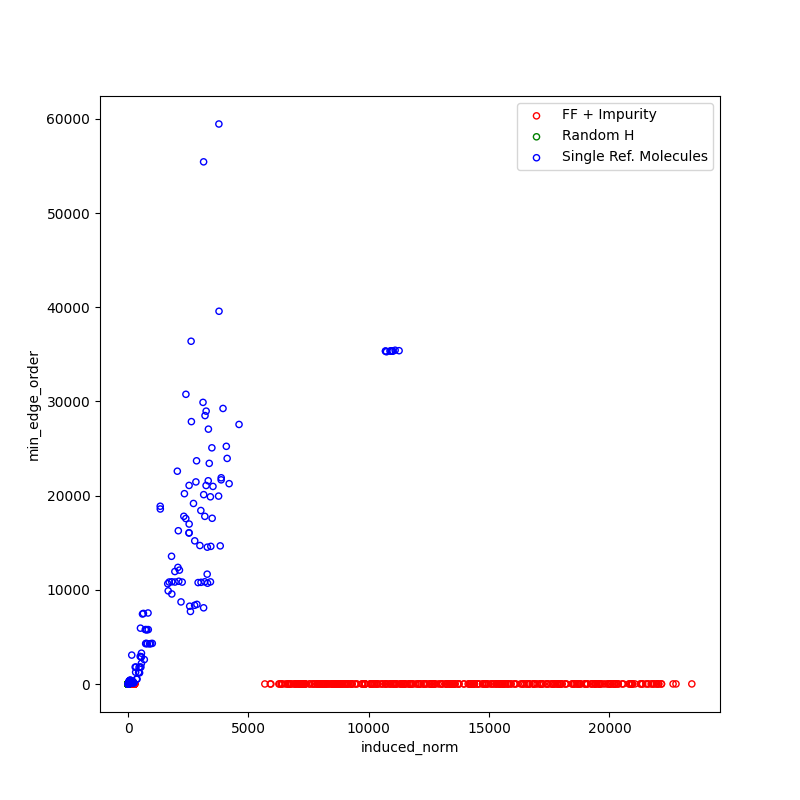 FF + Impurity
Random H
Single Ref. Molecules
60000
50000
40000
30000
20000
10000
0
min_edge_order
0 5000 10000 15000 20000
induced_norm